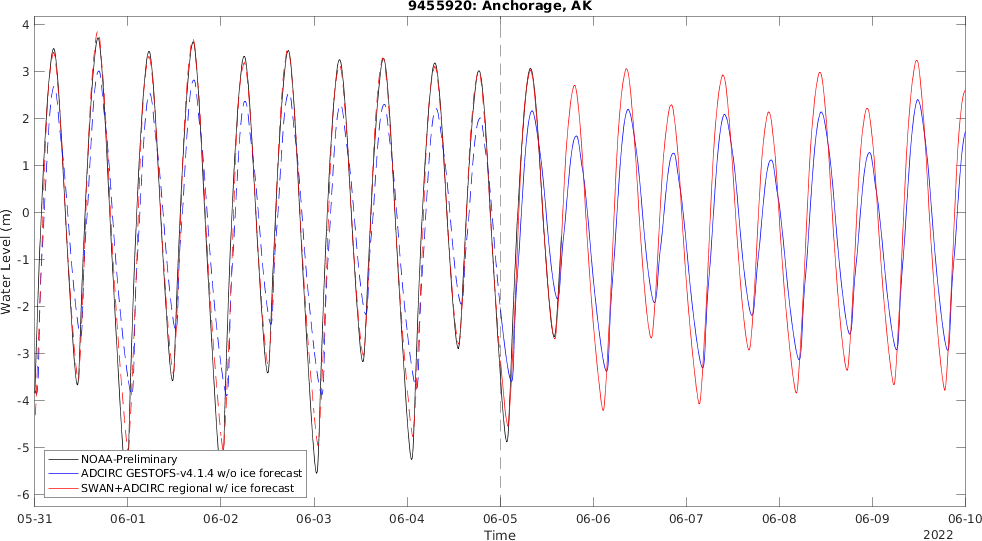 9455920: Anchorage, AK
4
3
2
1
0
-1
-2
-3
-4
-5
-6
Water Level (m)
NOAA-Preliminary
ADCIRC GESTOFS-v4.1.4 w/o ice forecast
SWAN+ADCIRC regional w/ ice forecast
05-31 06-01 06-02 06-03 06-04 06-05 06-06 06-07 06-08 06-09 06-10
Time
2022